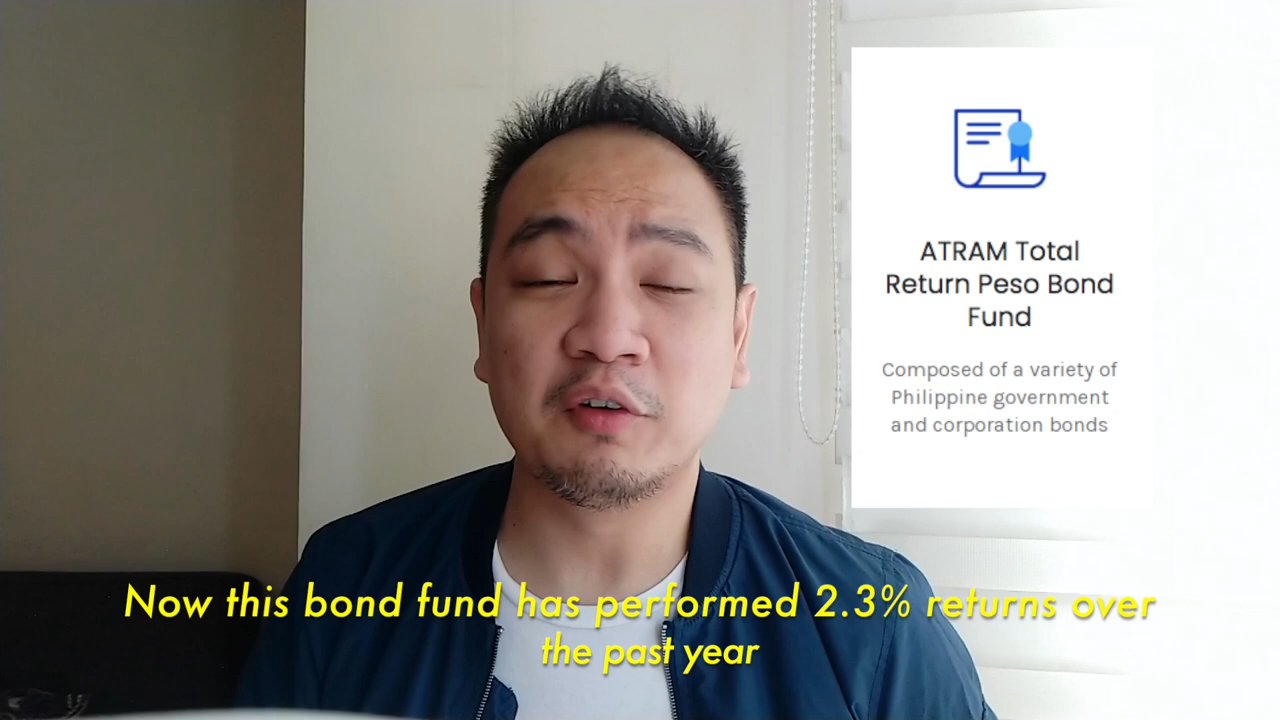 ATRAM Total
Return Peso Bond
Fund
Composed of a variety of
Philippine government
and corporation bonds
Now this bond fund has performed 2.3% returns over
the past year